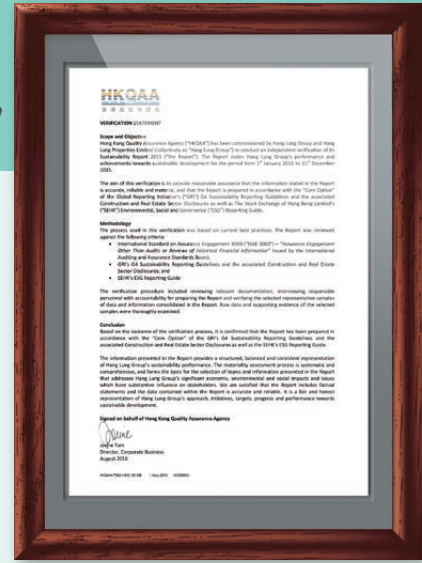 HKQAA
VERIFICATION STATEMENT
Scope and Objective
Hong Kong Quality Assurance Agency ("HKQAA") has been commissioned by Hang Lung Group and Hang
Lung Properties Limited (collectively as "Hang Lung Group") to conduct an independent verification of its
Sustainability Report 2015 ("the Report"). The Report states Hang Lung Group's performance and
achievements towards sustainable development for the period from 1st January 2015 to 31st December
2015.
The aim of this verification is to provide reasonable assurance that the information stated in the Report
is accurate, reliable and material, and that the Report is prepared in accordance with the "Core Option"
of the Global Reporting Initiative's ("GRI") G4 Sustainability Reporting Guidelines and the associated
Construction and Real Estate Sector Disclosures as well as The Stock Exchange of Hong Kong Limited's
("SEHK") Environmental, Social and Governance ("ESG") Reporting Guide.
Methodology
The process used in this verification was based on current best practices. The Report was reviewed
against the following criteria:
• International Standard on Assurance Engagement 3000 ("ISAE 3000") – "Assurance Engagement
Other Than Audits or Reviews of Historical Financial Information" issued by the International
Auditing and Assurance Standards Board;
• GRI's G4 Sustainability Reporting Guidelines and the associated Construction and Real Estate
Sector Disclosures; and
• SEHK's ESG Reporting Guide
The verification procedure included reviewing relevant documentation, interviewing responsible
personnel with accountability for preparing the Report and verifying the selected representative samples
of data and information consolidated in the Report. Raw data and supporting evidence of the selected
samples were thoroughly examined.
Conclusion
Based on the outcome of the verification process, it is confirmed that the Report has been prepared in
accordance with the "Core Option" of the GRI's G4 Sustainability Reporting Guidelines and the
associated Construction and Real Estate Sector Disclosures as well as the SEHK's ESG Reporting Guide.
The information presented in the Report provides a structured, balanced and consistent representation
of Hang Lung Group's sustainability performance. The materiality assessment process is systematic and
comprehensive, and forms the basis for the selection of topics and information presented in the Report
that addresses Hang Lung Group's significant economic, environmental and social impacts and issues
which have substantive influence on stakeholders. We are satisfied that the Report includes factual
statements and the data contained within the Report is accurate and reliable. It is a fair and honest
representation of Hang Lung Group's approach, initiatives, targets, progress and performance towards
sustainable development.
Signed on behalf of Hong Kong Quality Assurance Agency
Tam
Director, Corporate Business
August 2016